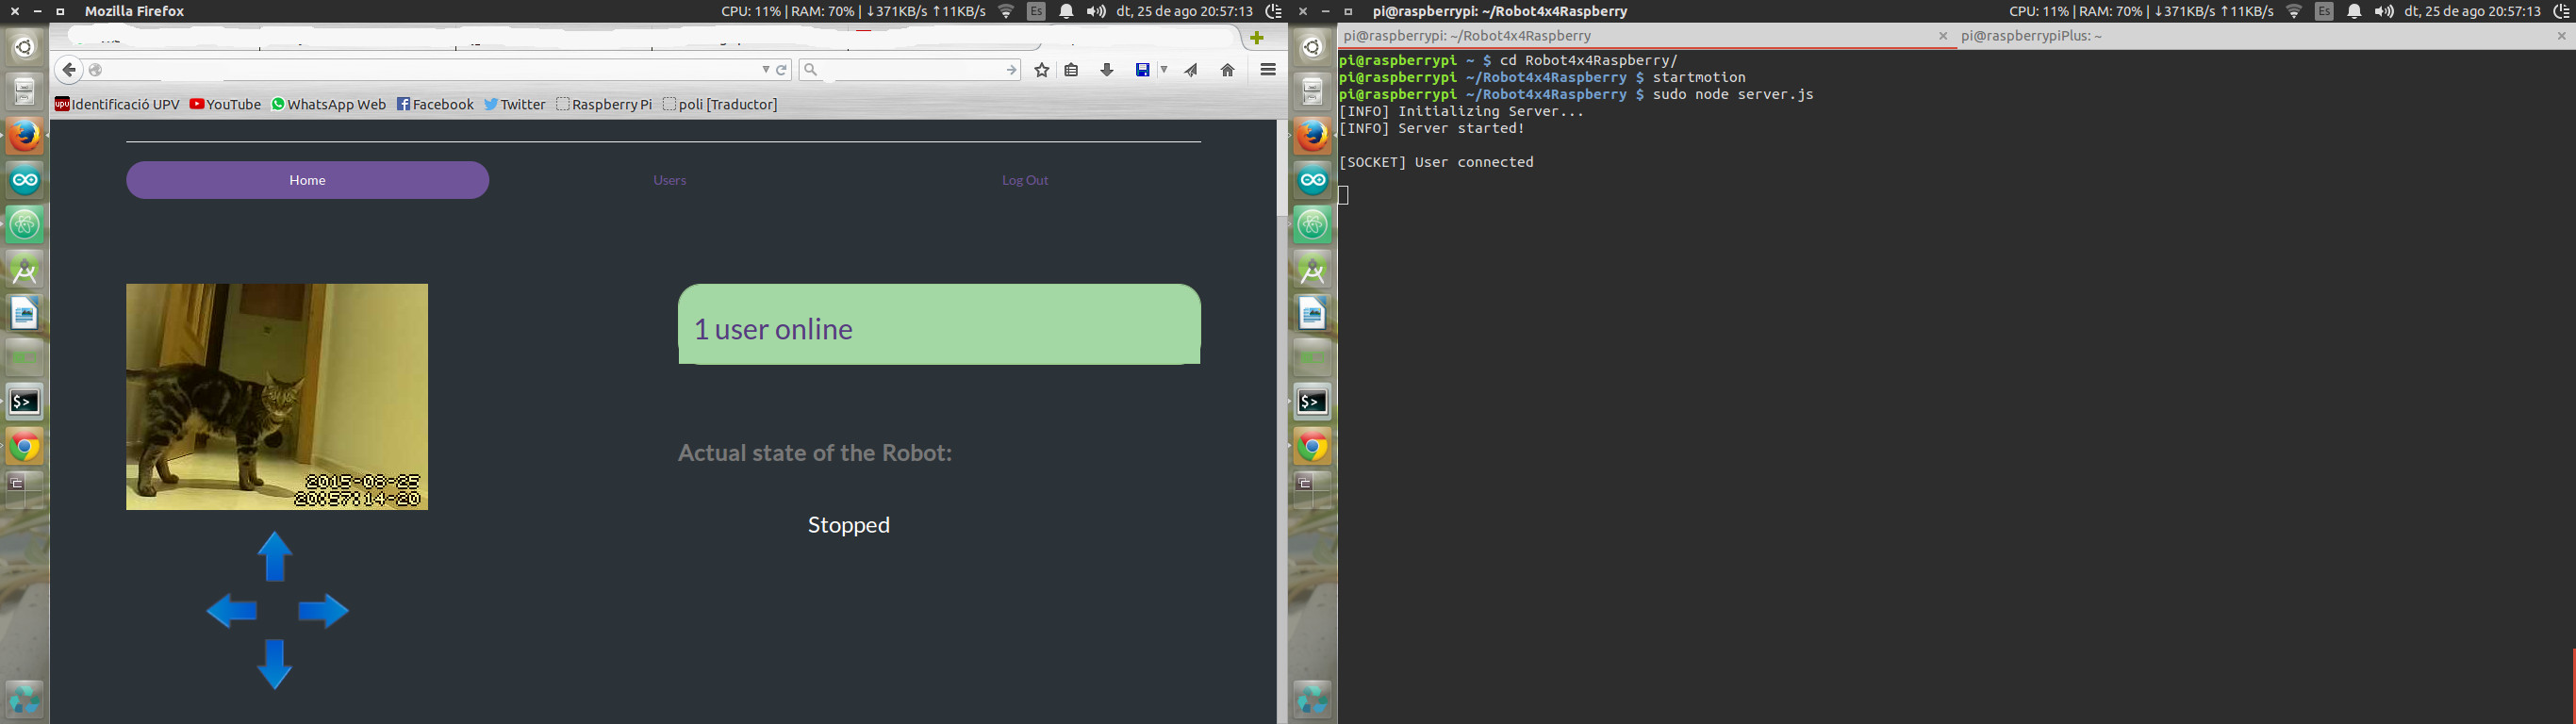 Mozilla Firefox
CPU: 11% | RAM: 70% | ↓371KB/s ↑11KB/s
Es
dt, 25 de ago 20:57:13
upv Identificació UPV
YouTube
WhatsApp Web
Facebook
Twitter
Raspberry Pi
poli [Traductor]
Home
Users
Log Out
1 user online
Actual state of the Robot:
Stopped
2015-08-25
20:57:14-20
$>
pi@raspberrypi: ~/Robot4x4Raspberry
CPU: 11% | RAM: 70% | ↓371KB/s ↑11KB/s
Es
dt, 25 de ago 20:57:13
pi@raspberrypi: ~/Robot4x4Raspberry
pi@raspberrypiPlus: ~
pi@raspberrypi ~ $ cd Robot4x4Raspberry/
pi@raspberrypi ~/Robot4x4Raspberry $ startmotion
pi@raspberrypi ~/Robot4x4Raspberry $ sudo node server.js
[INFO] Initializing Server...
[INFO] Server started!
[SOCKET] User connected
$>